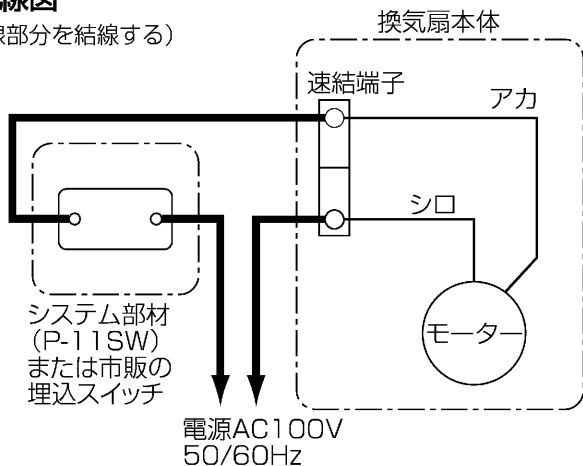 線図
線部分を結線する)
換気扇本体
速結端子
アカ
シロ
モーター
システム部材
(P-11SW)
または市販の
埋込スイッチ
電源AC100V
50/60Hz